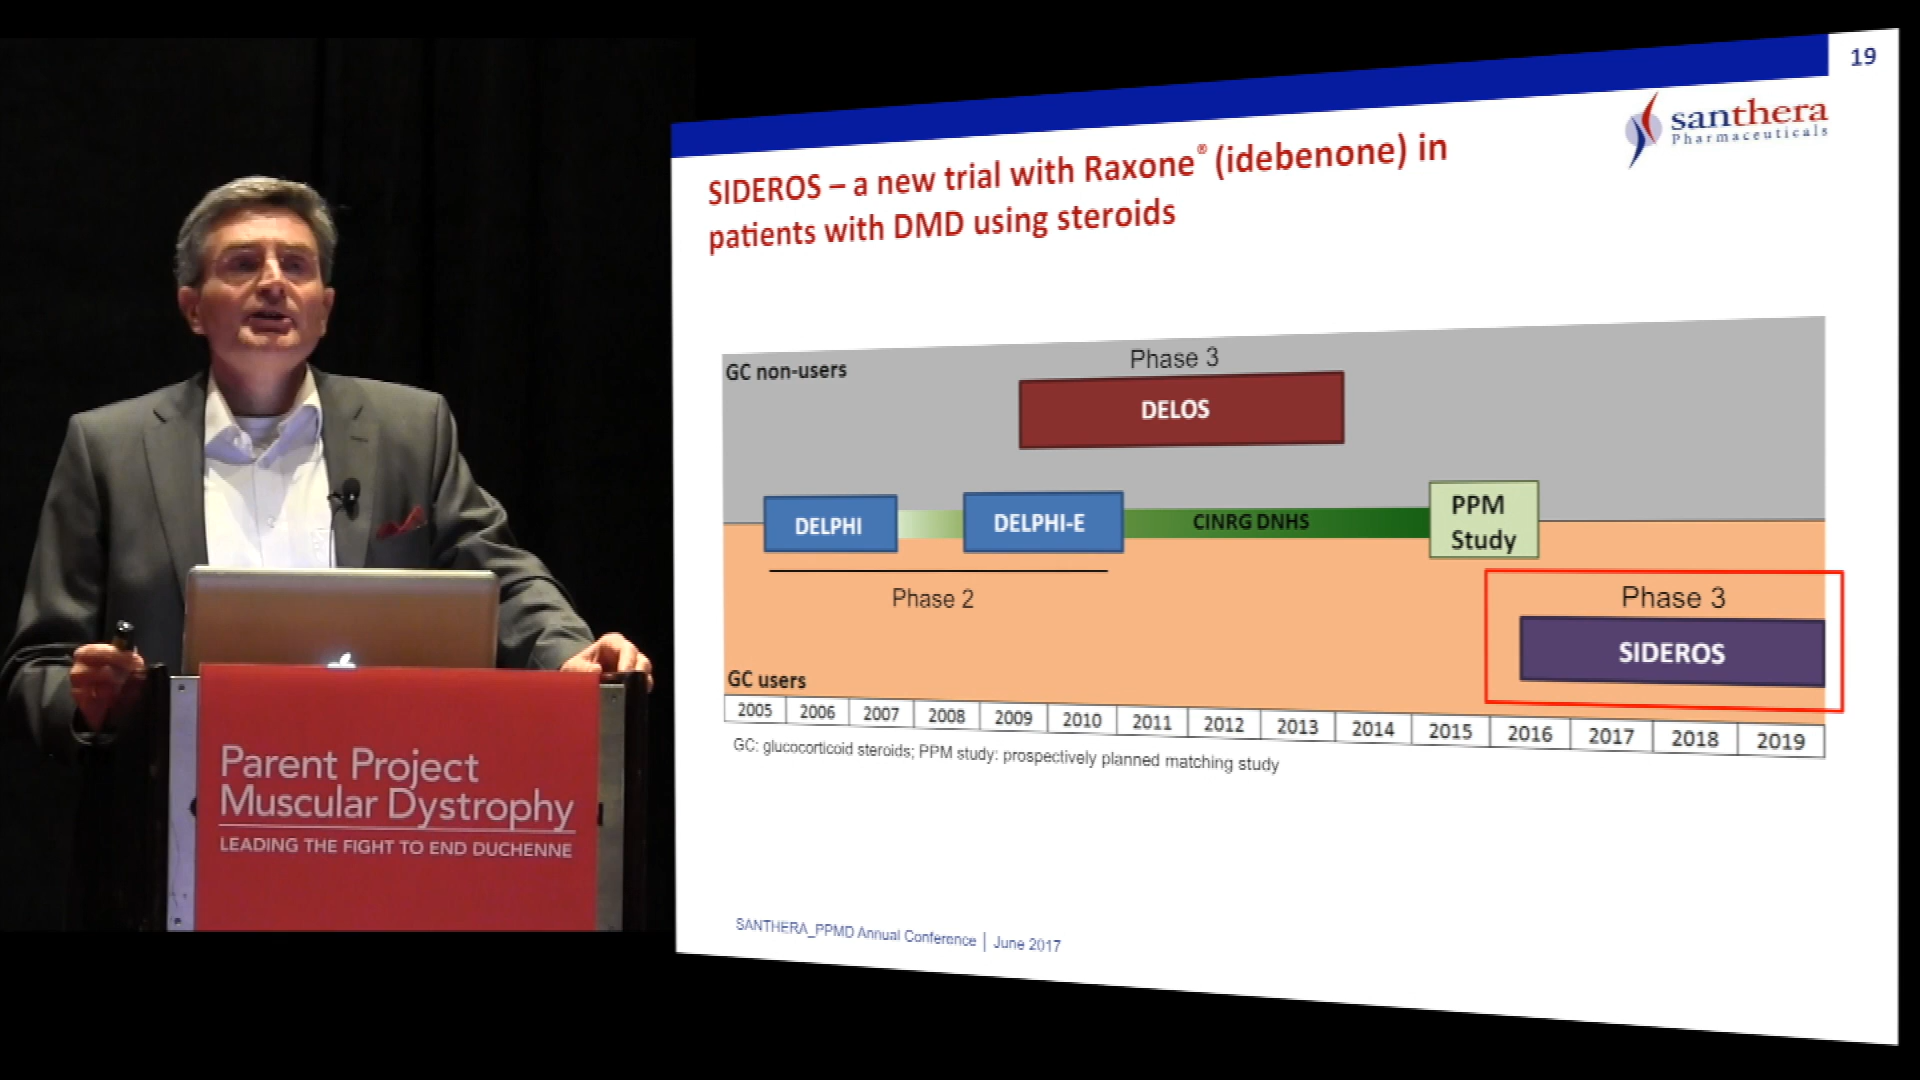 19
santhera
Pharmaceuticals
SIDEROS – a new trial with Raxone® (idebenone) in
patients with DMD using steroids
GC non-users
Phase 3
DELOS
DELPHI
DELPHI-E
CINRG DNHS
PPM
Study
Phase 2
Phase 3
SIDEROS
GC users
2005 2006 2007 2008 2009 2010 2011 2012 2013 2014 2015 2016 2017 2018 2019
GC: glucocorticoid steroids; PPM study: prospectively planned matching study
SANTHERA_PPMD Annual Conference | June 2017
Parent Project
Muscular Dystrophy
LEADING THE FIGHT TO END DUCHENNE